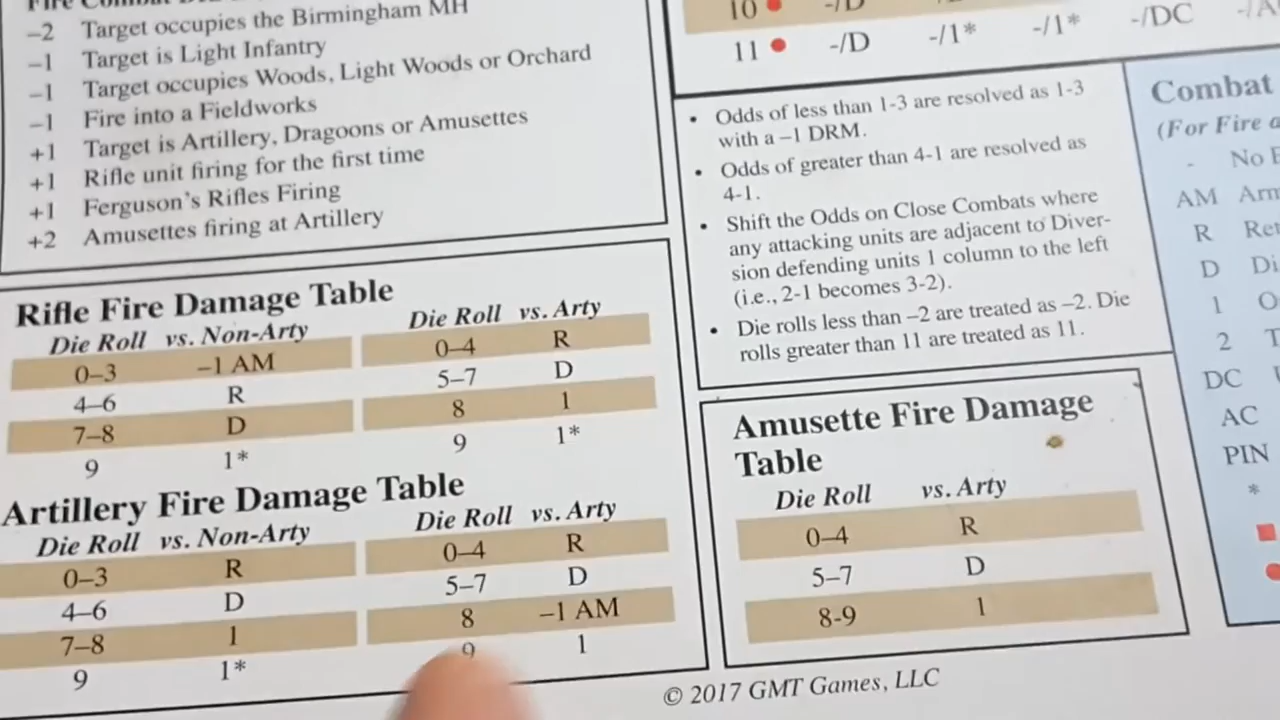 Fire Combat
–2 Target occupies the Birmingham MH
–1 Target is Light Infantry
–1 Target occupies Woods, Light Woods or Orchard
–1 Fire into a Fieldworks
+1 Target is Artillery, Dragoons or Amusettes
+1 Rifle unit firing for the first time
+1 Ferguson's Rifles Firing
+2 Amusettes firing at Artillery
Rifle Fire Damage Table
Die Roll vs. Non-Arty
0–3 –1 AM
4–6 R
7–8 D
9 1*
Die Roll vs. Arty
0–4 R
5–7 D
8 1
9 1*
Artillery Fire Damage Table
Die Roll vs. Non-Arty
0–3 R
4–6 D
7–8 1
9 1*
Die Roll vs. Arty
0–4 R
5–7 D
8 –1 AM
9 1
10 -/D
11 -/D -/1* -/1* -/DC
• Odds of less than 1-3 are resolved as 1-3
with a –1 DRM.
• Odds of greater than 4-1 are resolved as
4-1.
• Shift the Odds on Close Combats where
any attacking units are adjacent to Diver-
sion defending units 1 column to the left
(i.e., 2-1 becomes 3-2).
• Die rolls less than –2 are treated as –2. Die
rolls greater than 11 are treated as 11.
Amusette Fire Damage
Table
Die Roll vs. Arty
0–4 R
5–7 D
8-9 1
Combat
(For Fire
- No
AM
R
D
1
2
DC
AC
PIN
*
© 2017 GMT Games, LLC